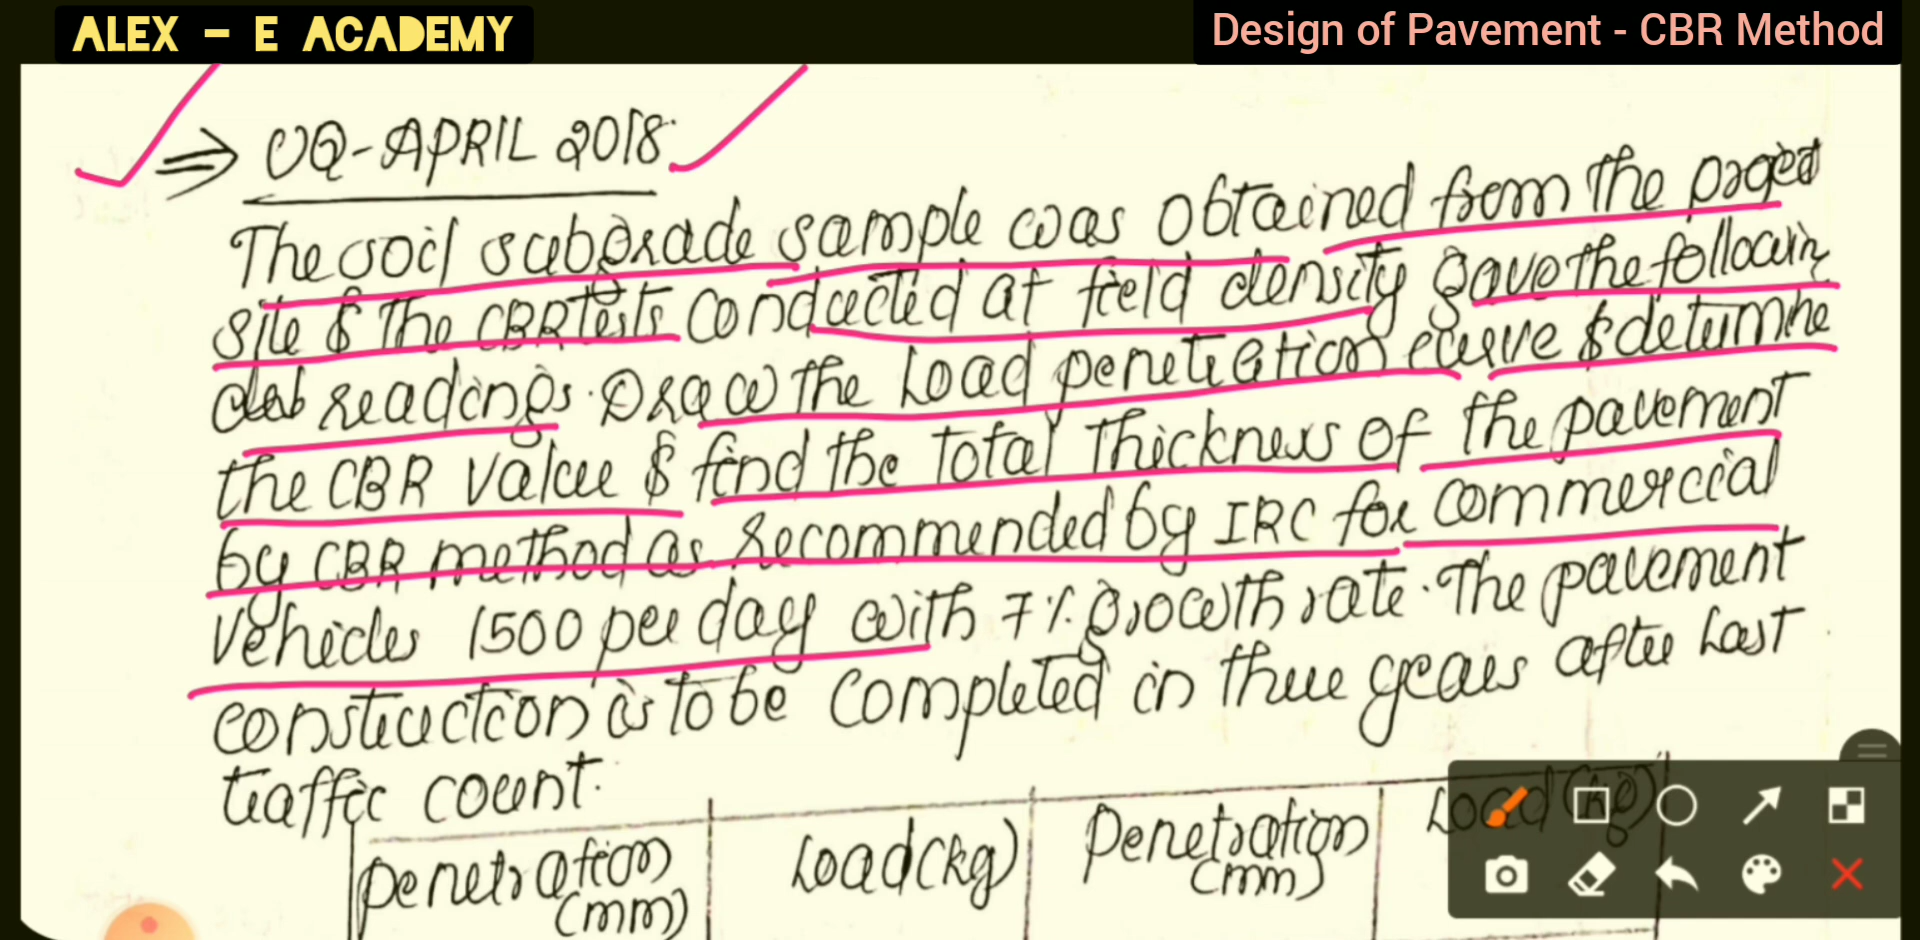 ALEX - E ACADEMY
Design of Pavement - CBR Method
⇒ UQ-APRIL 2018.
The soil subgrade sample was obtained from the project
site & the CBR tests conducted at field density gave the followin
readings. Draw the Load penetration curve & determine
the CBR value & find the total thickness of the pavement
by CBR method as recommended by IRC for commercial
vehicles 1500 per day with 7% growth rate. The pavement
construction is to be completed in three years after last
traffic count.
Penetration (mm)
Load (kg)
Penetration (mm)
Load (kg)